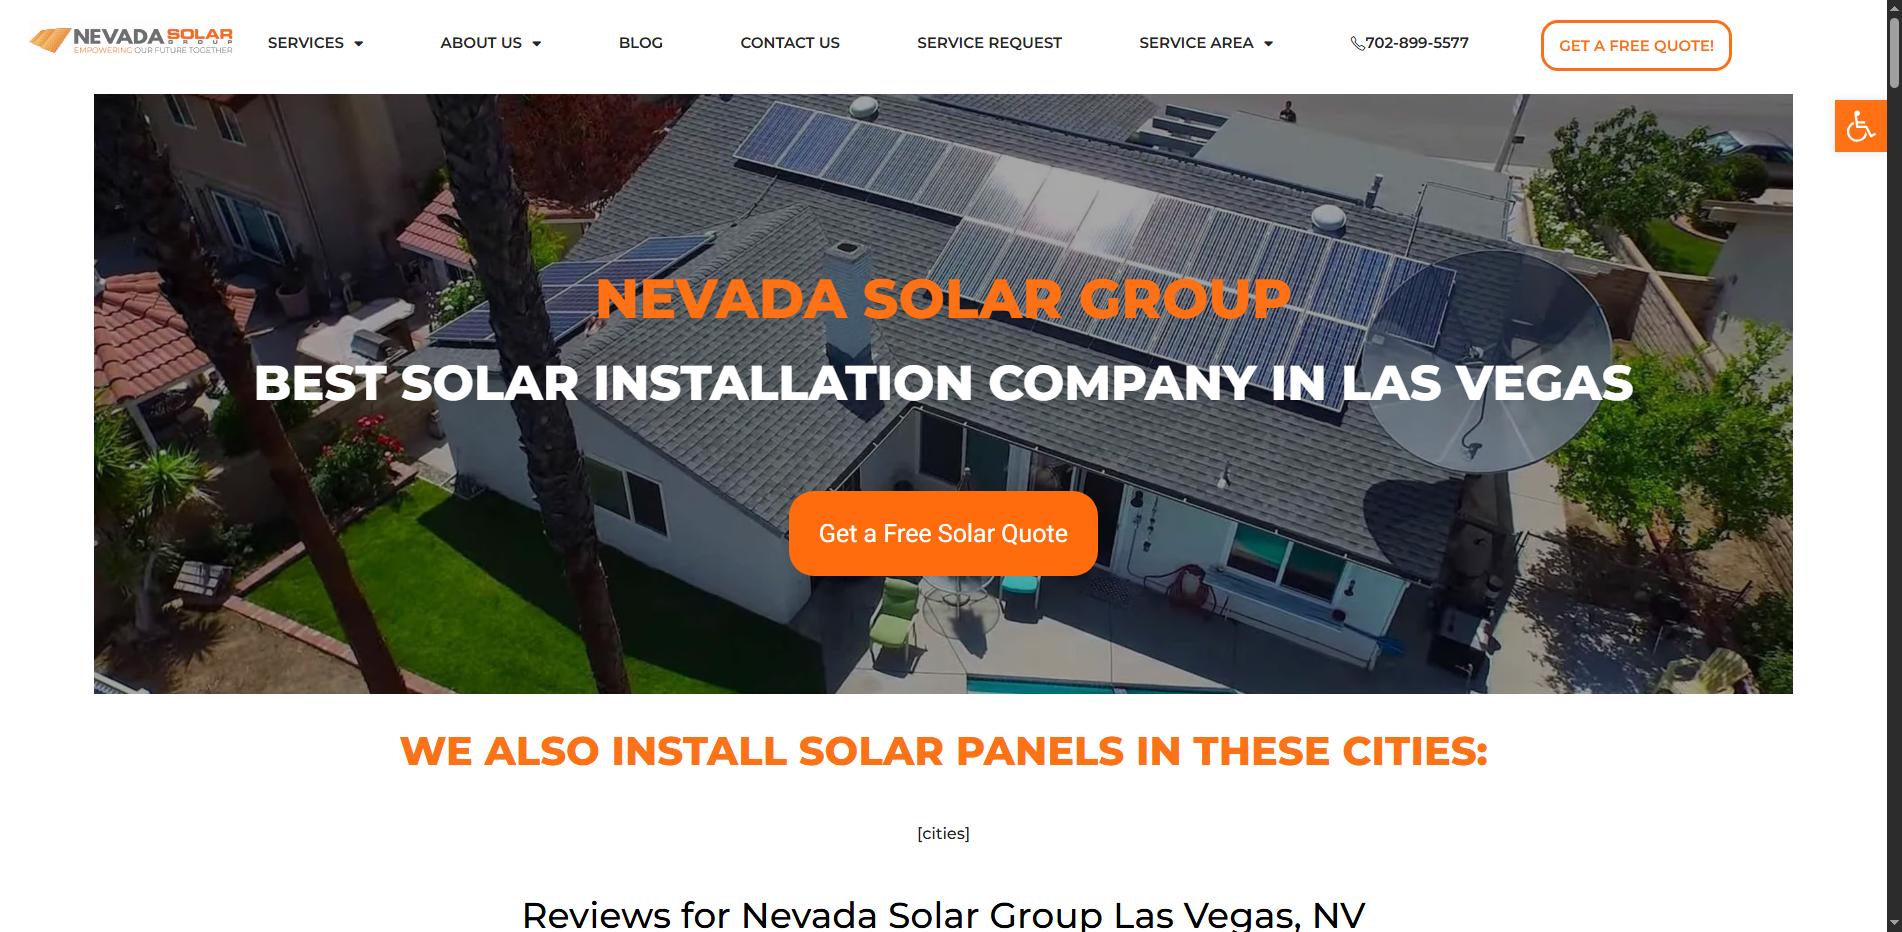 NEVADA SOLAR
GROUP
EMPOWERING OUR FUTURE TOGETHER
SERVICES
ABOUT US
BLOG
CONTACT US
SERVICE REQUEST
SERVICE AREA
702-899-5577
GET A FREE QUOTE!
NEVADA SOLAR GROUP
BEST SOLAR INSTALLATION COMPANY IN LAS VEGAS
Get a Free Solar Quote
WE ALSO INSTALL SOLAR PANELS IN THESE CITIES:
[cities]
Reviews for Nevada Solar Group Las Vegas, NV